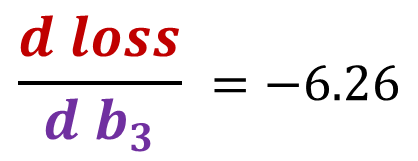 d loss
d b₃ = −6.26